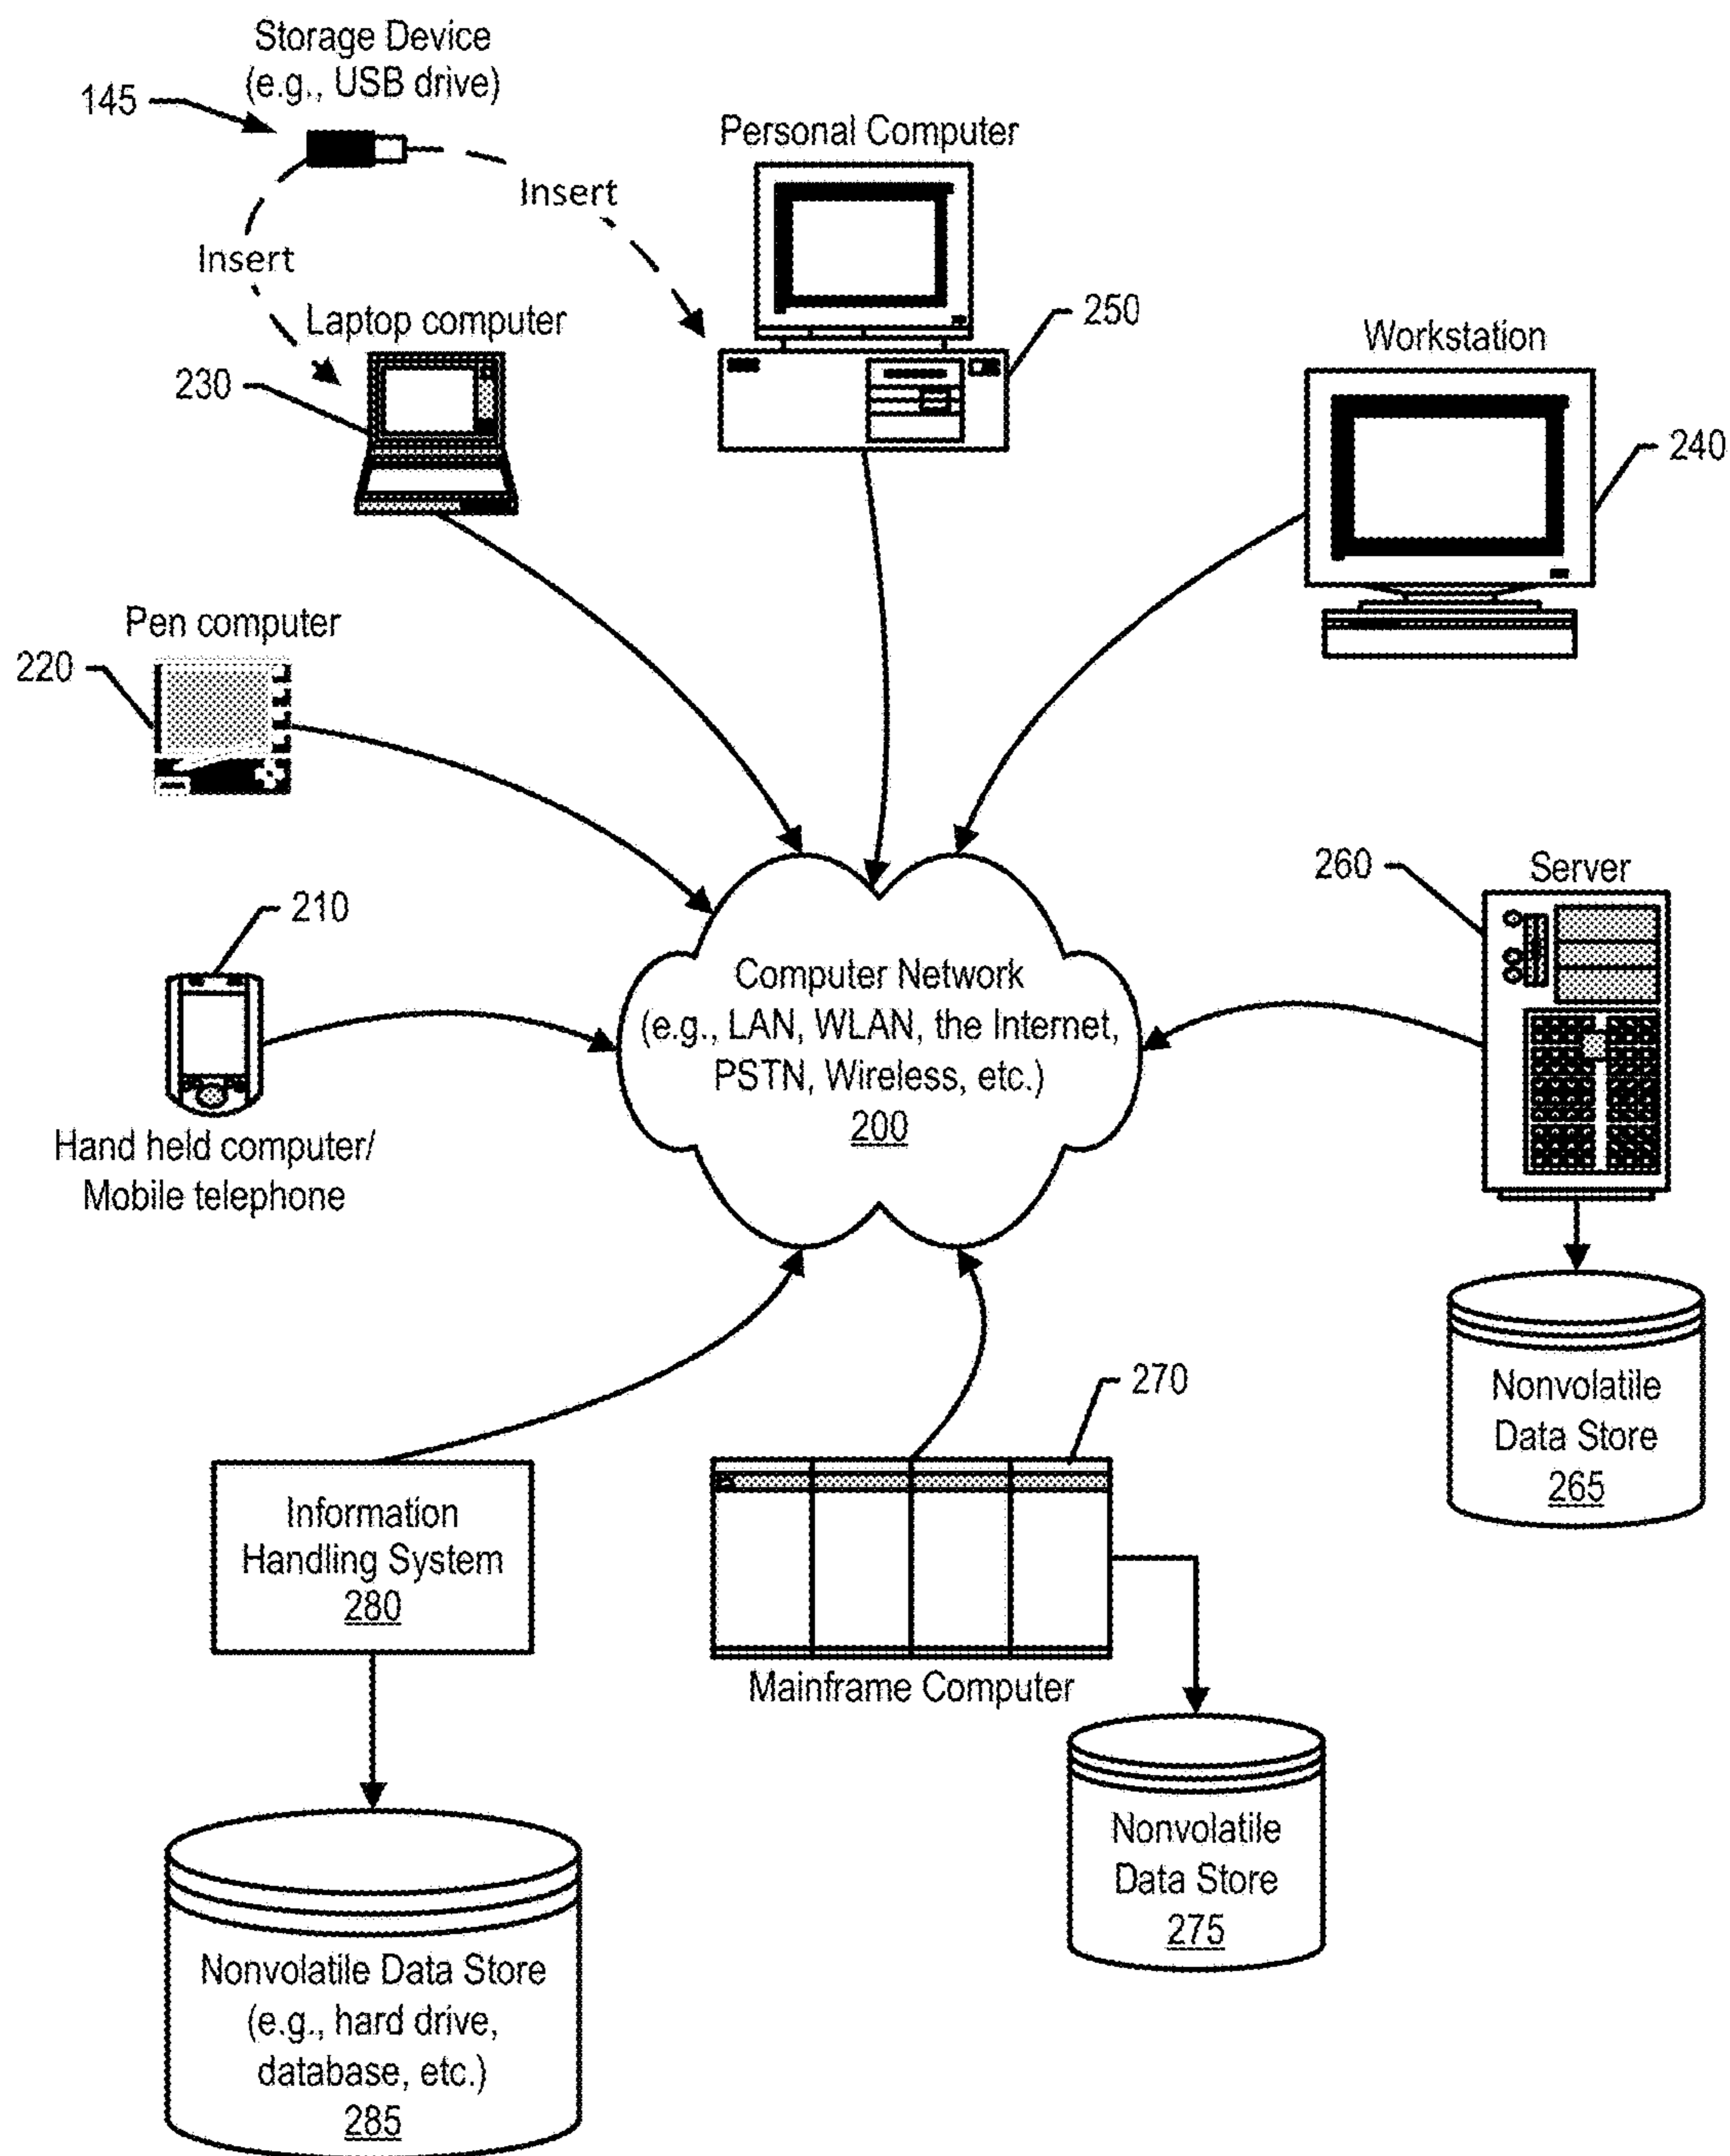 Storage Device
(e.g., USB drive)
145
Personal Computer
Insert
Insert
Laptop computer
250
Workstation
230
240
Pen computer
220
260
Server
210
Computer Network
(e.g., LAN, WLAN, the Internet,
PSTN, Wireless, etc.)
200
Hand held computer/
Mobile telephone
270
Nonvolatile
Data Store
265
Information
Handling System
280
Mainframe Computer
Nonvolatile
Data Store
275
Nonvolatile Data Store
(e.g., hard drive,
database, etc.)
285